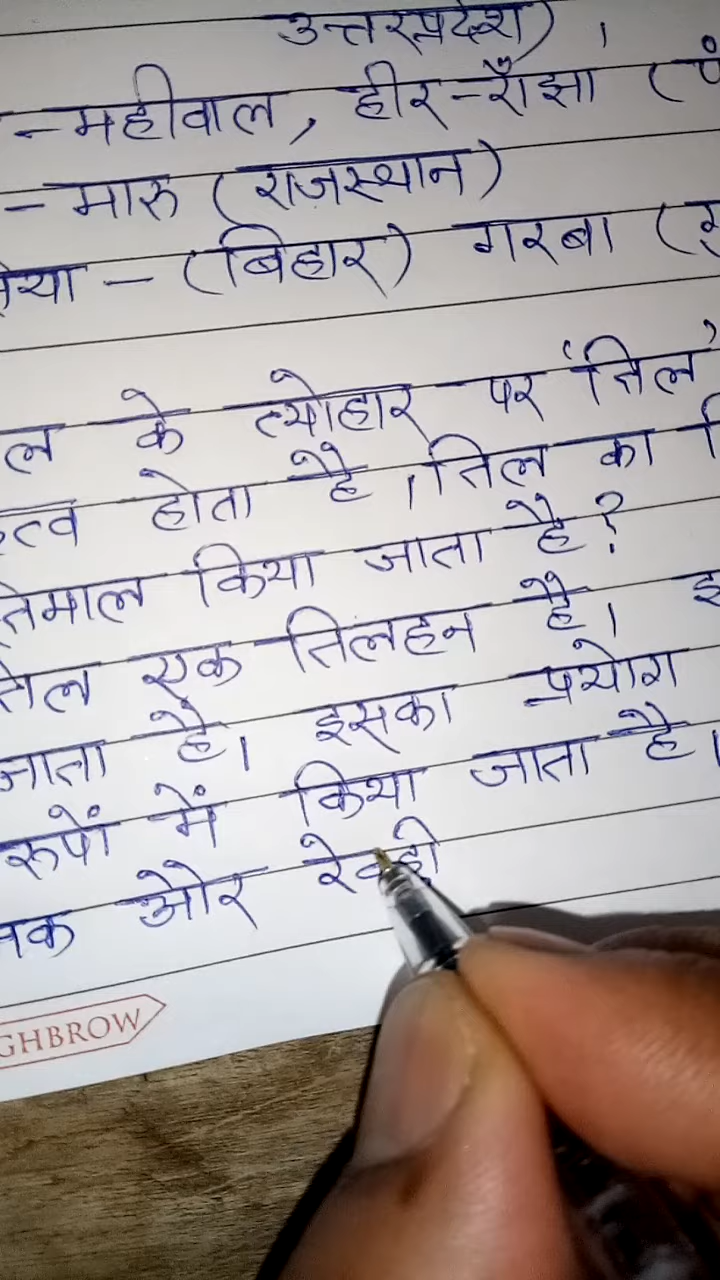 उत्तरप्रदेश) ,
-महीवाल, हीर-राँझा (
- मारू (राजस्थान)
- (बिहार) गरबा (
के त्योहार पर 'तिल'
होता है , तिल का
किया जाता है?
एक तिलहन है।
जाता है। इसका प्रयोग
रूपों में किया जाता है।
और रेवड़ी
GHBROW